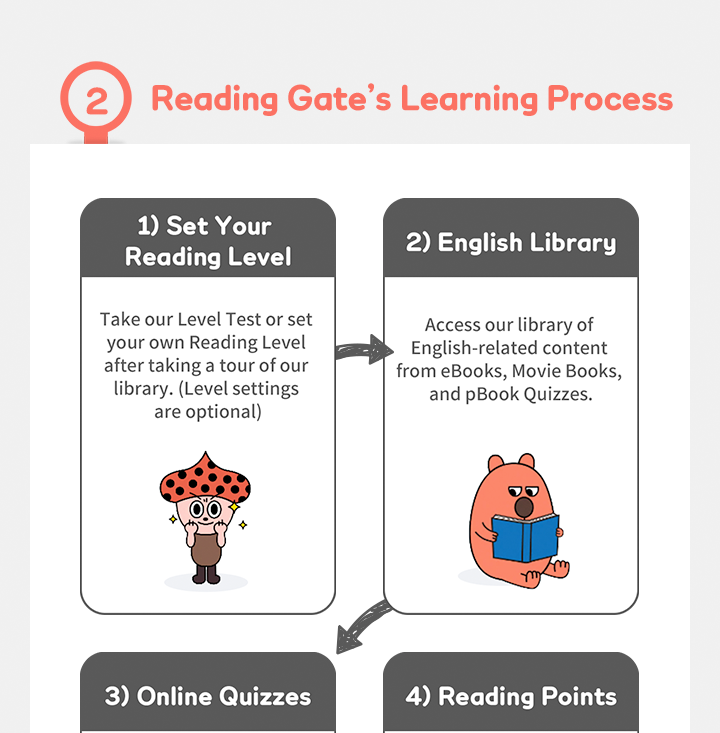 2
Reading Gate's Learning Process
1) Set Your
Reading Level
Take our Level Test or set
your own Reading Level
after taking a tour of our
library. (Level settings
are optional)
2) English Library
Access our library of
English-related content
from eBooks, Movie Books,
and pBook Quizzes.
3) Online Quizzes
4) Reading Points